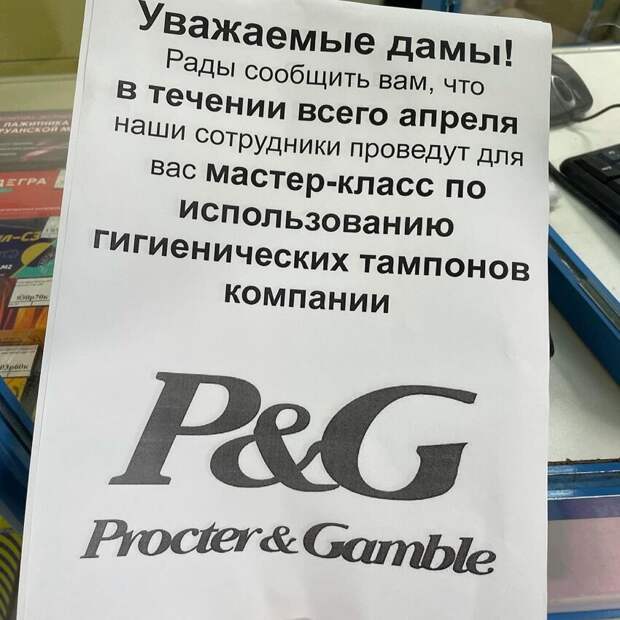 Уважаемые дамы!
Рады сообщить вам, что
в течении всего апреля
наши сотрудники проведут для
вас мастер-класс по
использованию
гигиенических тампонов
компании
P&G
Procter & Gamble